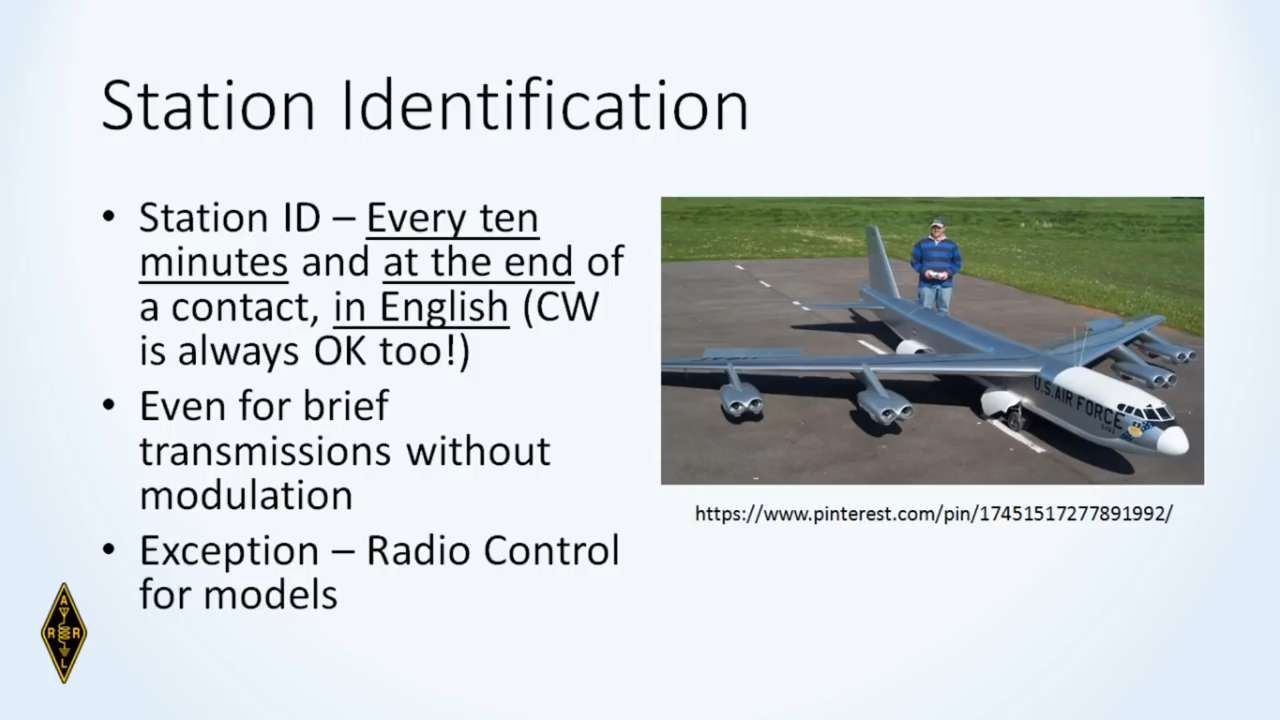 Station Identification
• Station ID – Every ten
minutes and at the end of
a contact, in English (CW
is always OK too!)
• Even for brief
transmissions without
modulation
• Exception – Radio Control
for models
U.S. AIR FORCE
https://www.pinterest.com/pin/17451517277891992/
A
R R
L